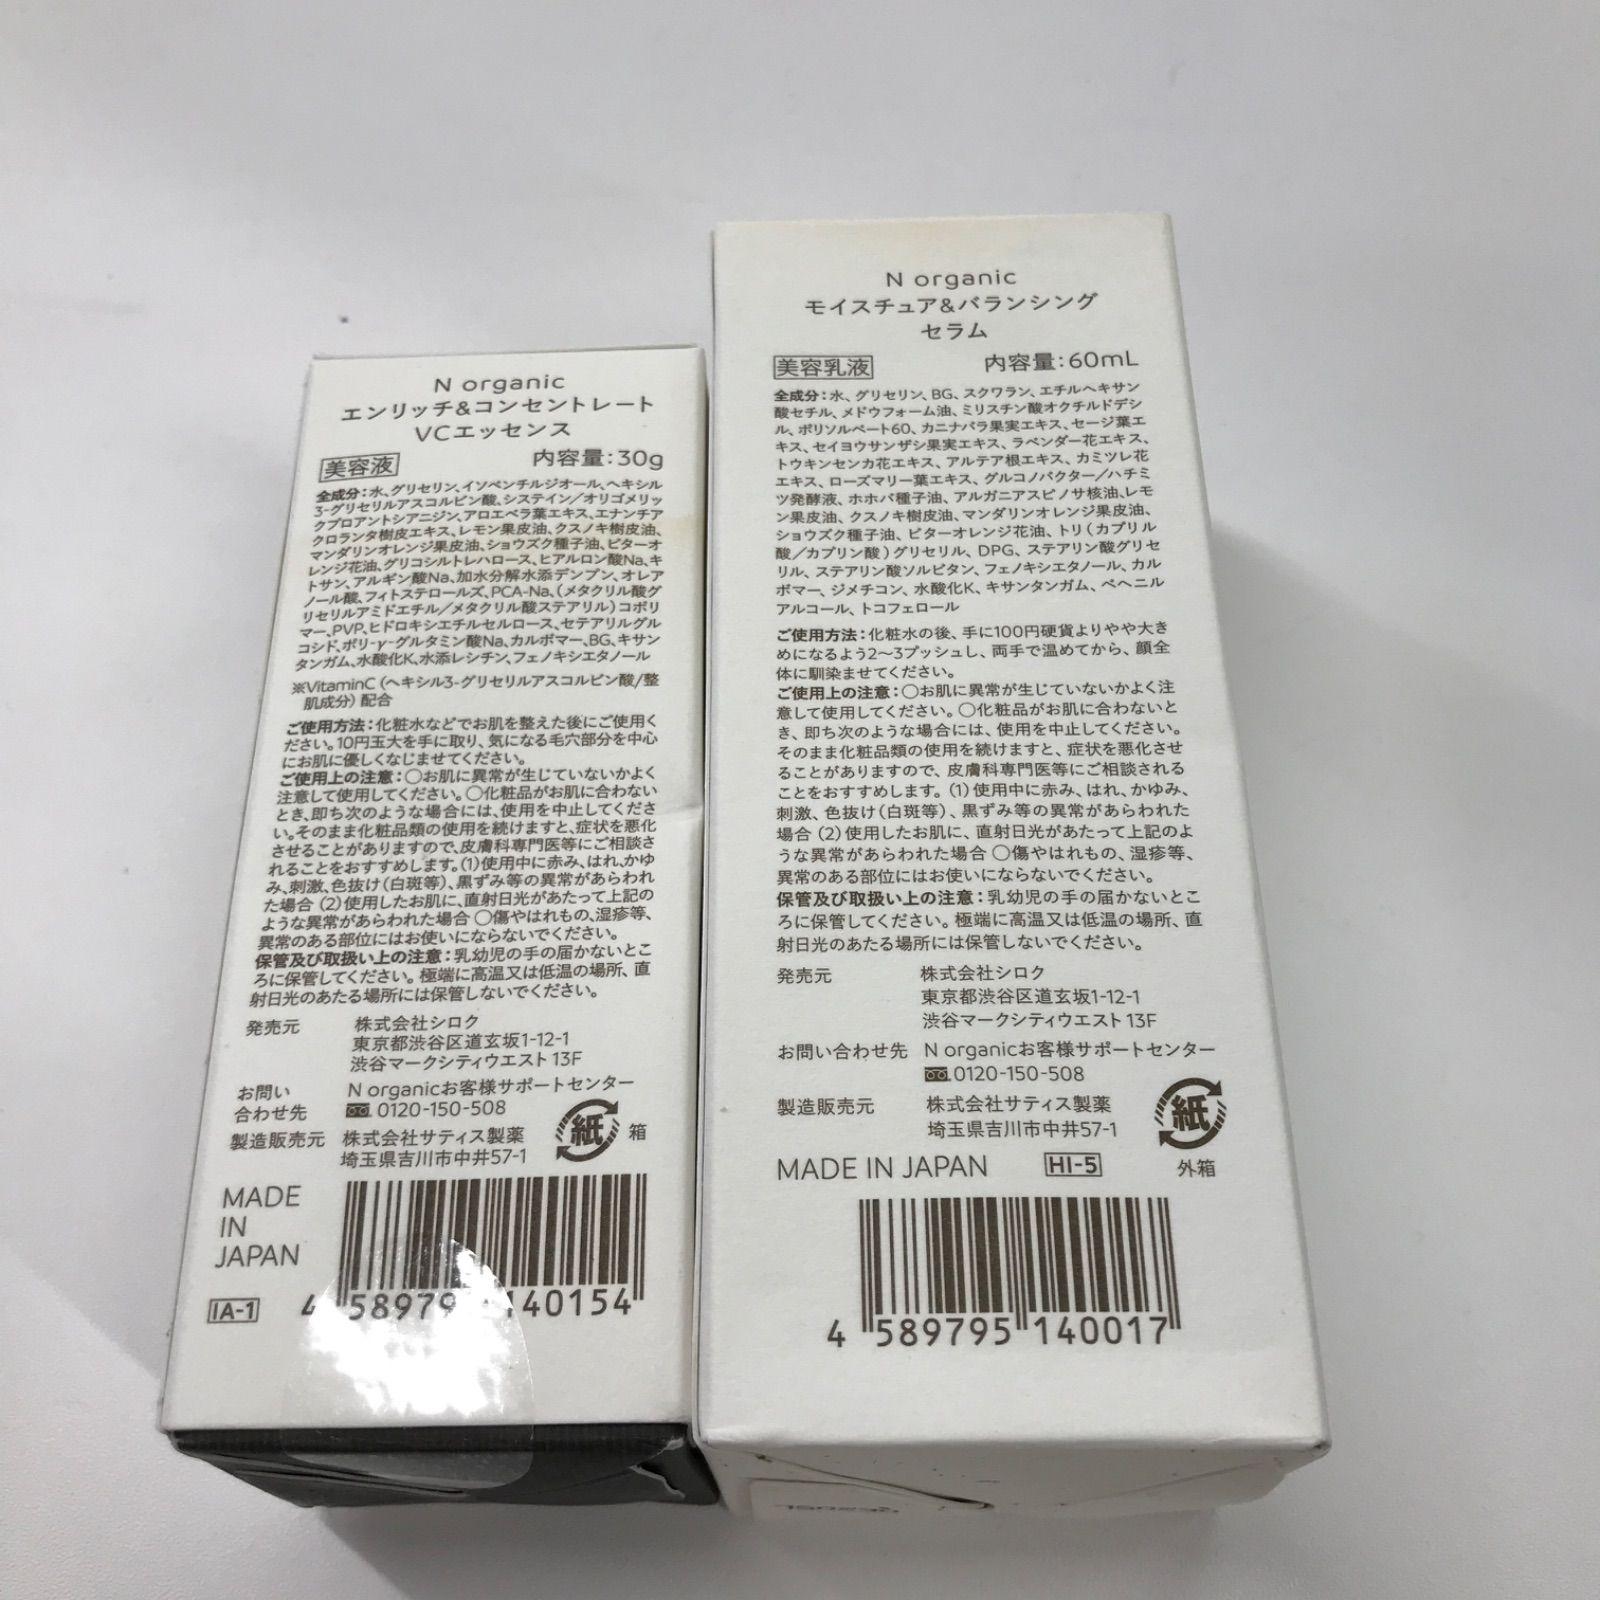 N organic
エンリッチ&コンセントレート
VCエッセンス
美容液 内容量:30g
全成分:水、グリセリン、イソペンチルジオール、ヘキシル
3-グリセリルアスコルビン酸、システイン/オリゴメリッ
クプロアントシアニジン、アロエベラ葉エキス、エナンチア
クロランタ樹皮エキス、レモン果皮油、クスノキ樹皮油、
マンダリンオレンジ果皮油、ショウズク種子油、ビターオ
レンジ花油、グリコシルトレハロース、ヒアルロン酸Na、キ
トサン、アルギン酸Na、加水分解水添デンプン、オレア
ノール酸、フィトステロールズ、PCA-Na、(メタクリル酸グ
リセリルアミドエチル/メタクリル酸ステアリル)コポリ
マー、PVP、ヒドロキシエチルセルロース、セテアリルグル
コシド、ポリ-γ-グルタミン酸Na、カルボマー、BG、キサン
タンガム、水酸化K、水添レシチン、フェノキシエタノール
※VitaminC (ヘキシル3-グリセリルアスコルビン酸/整
肌成分) 配合
ご使用方法:化粧水などでお肌を整えた後にご使用く
ださい。10円玉大を手に取り、気になる毛穴部分を中心
にお肌に優しくなじませてください。
ご使用上の注意:○お肌に異常が生じていないかよく
注意して使用してください。○化粧品がお肌に合わない
とき、即ち次のような場合には、使用を中止してくださ
い。そのまま化粧品類の使用を続けますと、症状を悪化
させることがありますので、皮膚科専門医等にご相談さ
れることをおすすめします。(1)使用中に赤み、はれ、かゆ
み、刺激、色抜け(白斑等)、黒ずみ等の異常があらわれ
た場合 (2)使用したお肌に、直射日光があたって上記の
ような異常があらわれた場合 ○傷やはれもの、湿疹等、
異常のある部位にはお使いにならないでください。
保管及び取扱い上の注意:乳幼児の手の届かないとこ
ろに保管してください。極端に高温又は低温の場所、直
射日光のあたる場所には保管しないでください。
発売元 株式会社シロク
東京都渋谷区道玄坂1-12-1
渋谷マークシティウエスト 13F
お問い
合わせ先 N organicお客様サポートセンター
0120-150-508
製造販売元 株式会社サティス製薬
埼玉県吉川市中井57-1
紙 箱
MADE
IN
JAPAN
IA-1
4 58979 140154
N organic
モイスチュア&バランシング
セラム
美容乳液 内容量:60mL
全成分:水、グリセリン、BG、スクワラン、エチルヘキサン
酸セチル、メドウフォーム油、ミリスチン酸オクチルドデシ
ル、ポリソルベート60、カニナバラ果実エキス、セージ葉エ
キス、セイヨウサンザシ果実エキス、ラベンダー花エキス、
トウキンセンカ花エキス、アルテア根エキス、カミツレ花
エキス、ローズマリー葉エキス、グルコノバクター/ハチミ
ツ発酵液、ホホバ種子油、アルガニアスピノサ核油、レモ
ン果皮油、クスノキ樹皮油、マンダリンオレンジ果皮油、
ショウズク種子油、ビターオレンジ花油、トリ(カプリル
酸/カプリン酸)グリセリル、DPG、ステアリン酸グリセ
リル、ステアリン酸ソルビタン、フェノキシエタノール、カル
ボマー、ジメチコン、水酸化K、キサンタンガム、ベヘニル
アルコール、トコフェロール
ご使用方法:化粧水の後、手に100円硬貨よりやや大き
めになるよう2〜3プッシュし、両手で温めてから、顔全
体に馴染ませてください。
ご使用上の注意:○お肌に異常が生じていないかよく注
意して使用してください。○化粧品がお肌に合わないと
き、即ち次のような場合には、使用を中止してください。
そのまま化粧品類の使用を続けますと、症状を悪化させ
ることがありますので、皮膚科専門医等にご相談される
ことをおすすめします。(1)使用中に赤み、はれ、かゆみ、
刺激、色抜け(白斑等)、黒ずみ等の異常があらわれた
場合 (2)使用したお肌に、直射日光があたって上記のよ
うな異常があらわれた場合 ○傷やはれもの、湿疹等、
異常のある部位にはお使いにならないでください。
保管及び取扱い上の注意:乳幼児の手の届かないとこ
ろに保管してください。極端に高温又は低温の場所、直
射日光のあたる場所には保管しないでください。
発売元 株式会社シロク
東京都渋谷区道玄坂1-12-1
渋谷マークシティウエスト 13F
お問い合わせ先 N organicお客様サポートセンター
0120-150-508
製造販売元 株式会社サティス製薬
埼玉県吉川市中井57-1
紙
MADE IN JAPAN HI-5 外箱
4 589795 140017